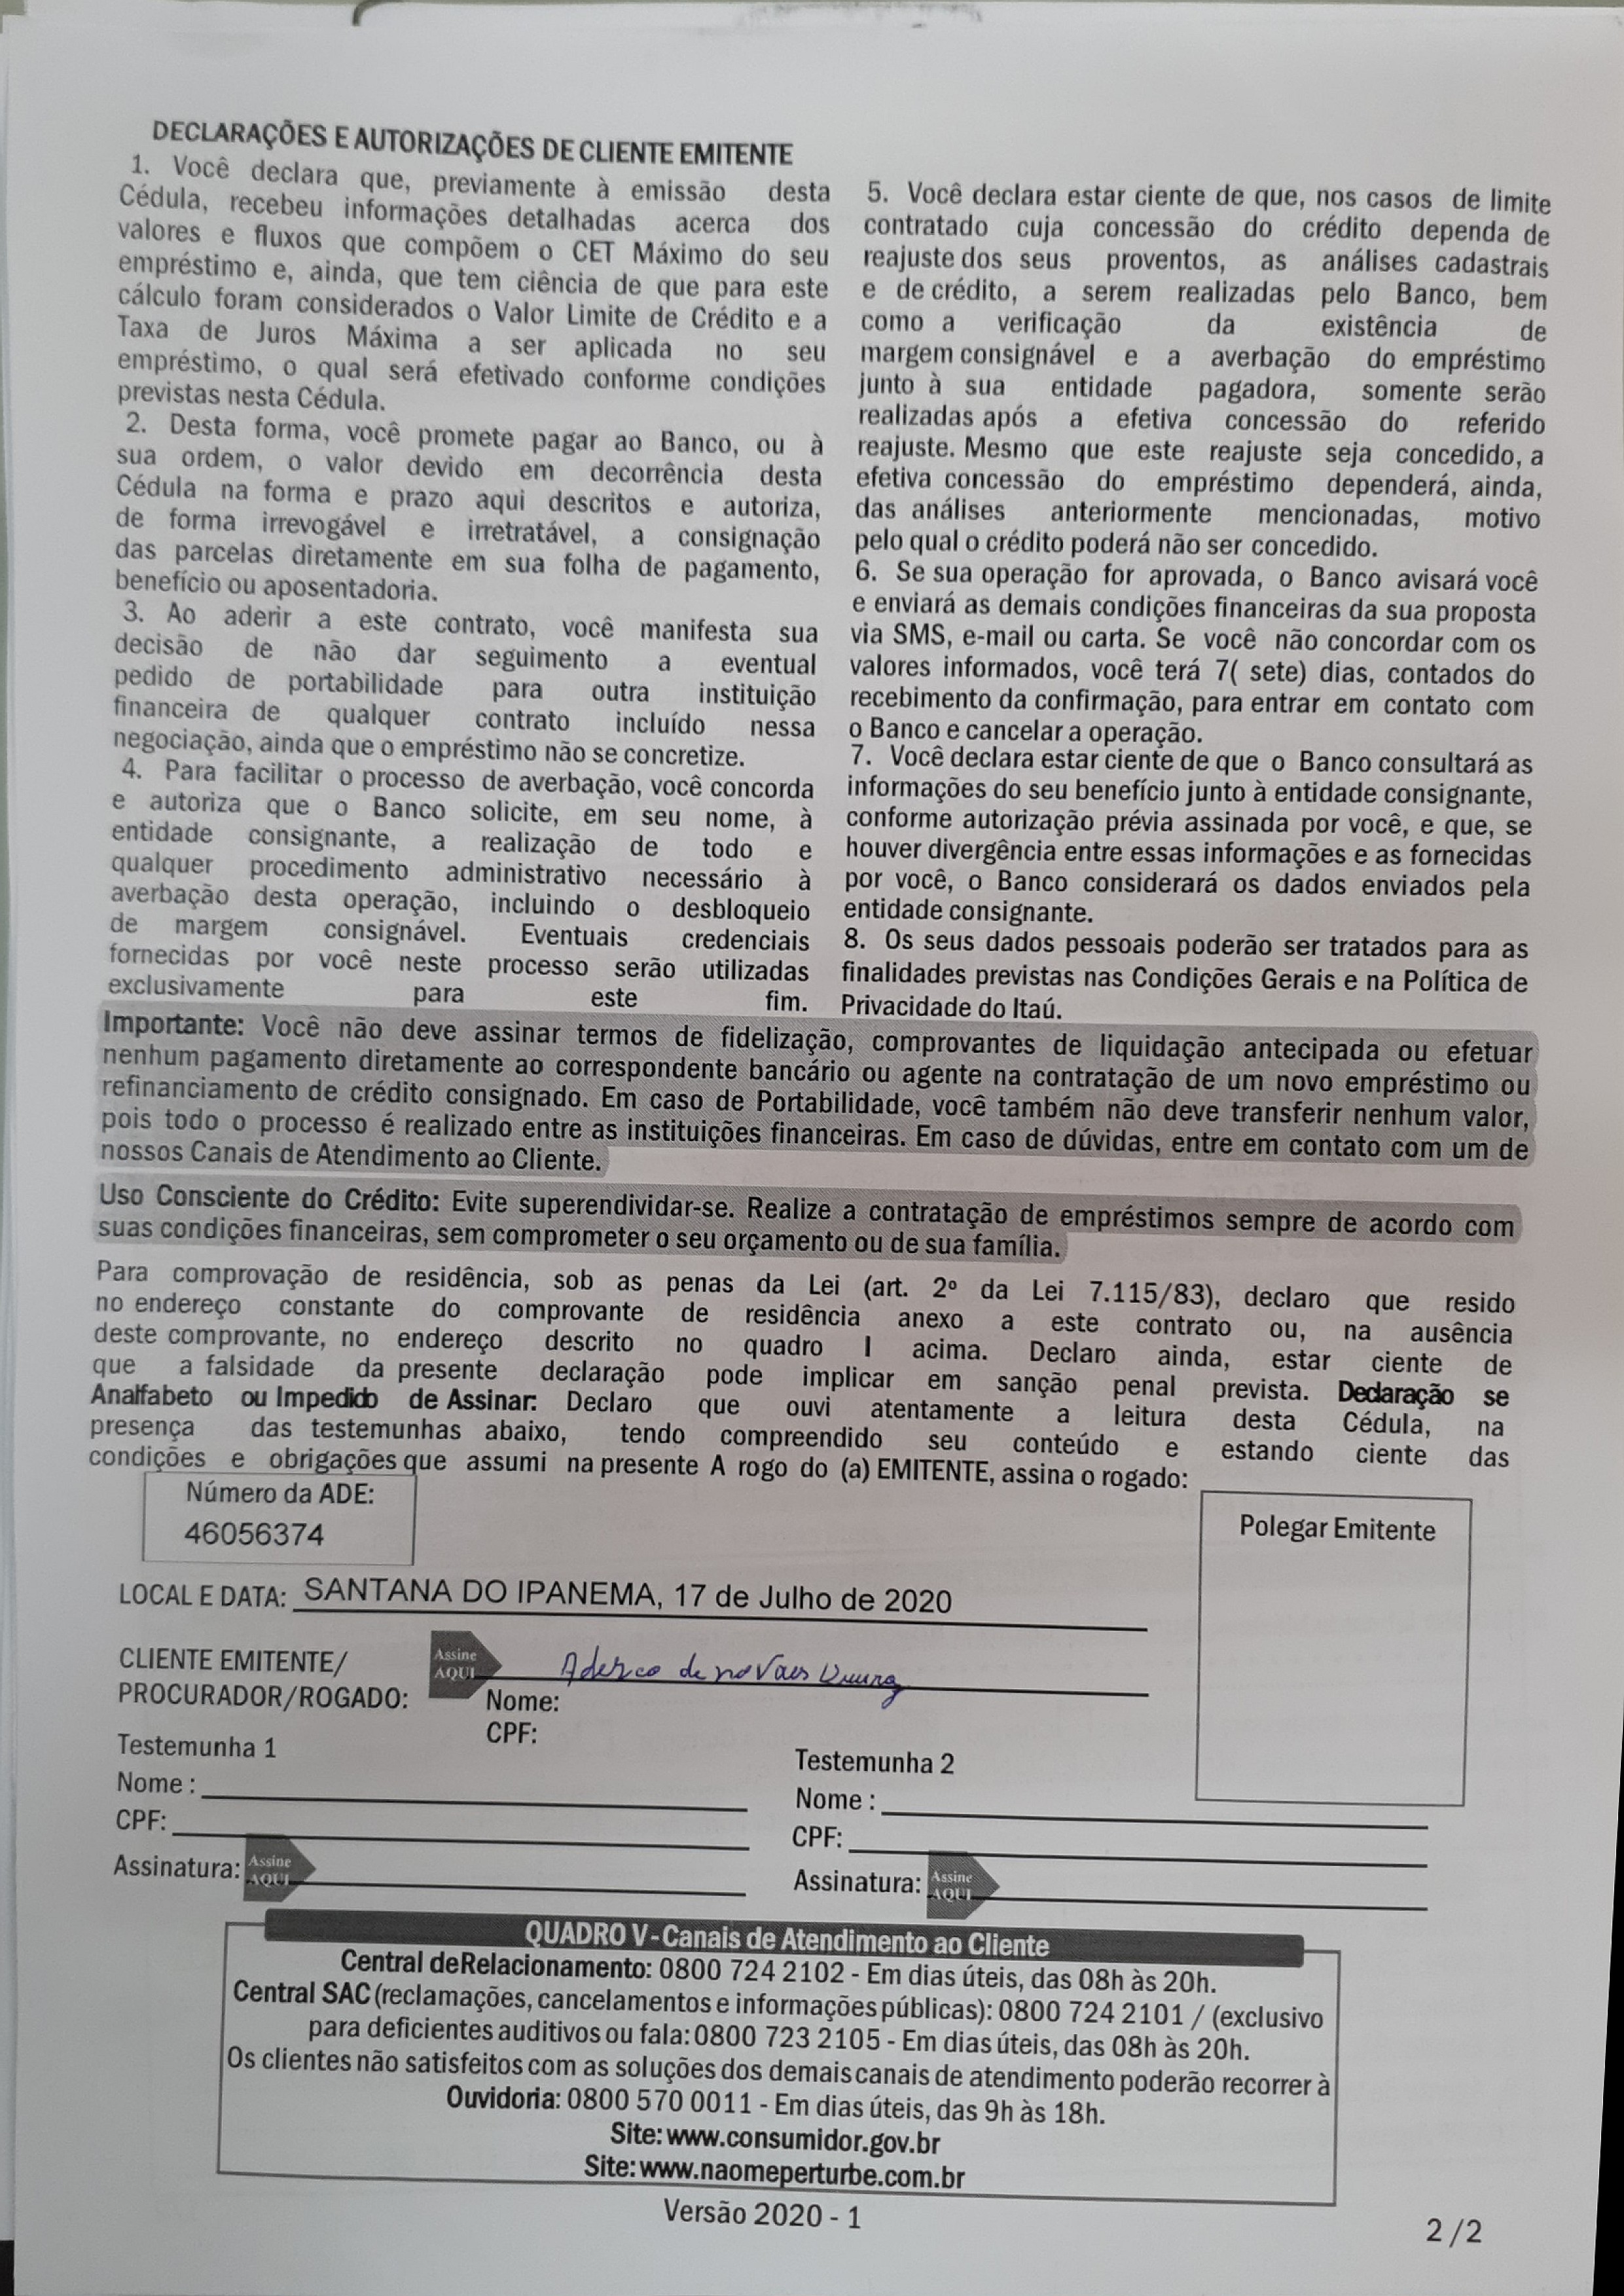 DECLARAÇÕES E AUTORIZAÇÕES DE CLIENTE EMITENTE
1. Você declara que, previamente à emissão desta
Cédula, recebeu informações detalhadas acerca dos
valores e fluxos que compõem o CET Máximo do seu
empréstimo e, ainda, que tem ciência de que para este
cálculo foram considerados o Valor Limite de Crédito e a
Taxa de Juros Máxima a ser aplicada no seu
empréstimo, o qual será efetivado conforme condições
previstas nesta Cédula.
2. Desta forma, você promete pagar ao Banco, ou à
sua ordem, o valor devido em decorrência desta
Cédula na forma e prazo aqui descritos e autoriza,
de forma irrevogável e irretratável, a consignação
das parcelas diretamente em sua folha de pagamento,
benefício ou aposentadoria.
3. Ao aderir a este contrato, você manifesta sua
decisão de não dar seguimento a eventual
pedido de portabilidade para outra instituição
financeira de qualquer contrato incluído nessa
negociação, ainda que o empréstimo não se concretize.
4. Para facilitar o processo de averbação, você concorda
e autoriza que o Banco solicite, em seu nome, à
entidade consignante, a realização de todo e
qualquer procedimento administrativo necessário à
averbação desta operação, incluindo o desbloqueio
de margem consignável. Eventuais credenciais
fornecidas por você neste processo serão utilizadas
exclusivamente para este fim.
5. Você declara estar ciente de que, nos casos de limite
contratado cuja concessão do crédito dependa de
reajuste dos seus proventos, as análises cadastrais
e de crédito, a serem realizadas pelo Banco, bem
como a verificação da existência de
margem consignável e a averbação do empréstimo
junto à sua entidade pagadora, somente serão
realizadas após a efetiva concessão do referido
reajuste. Mesmo que este reajuste seja concedido, a
efetiva concessão do empréstimo dependerá, ainda,
das análises anteriormente mencionadas, motivo
pelo qual o crédito poderá não ser concedido.
6. Se sua operação for aprovada, o Banco avisará você
e enviará as demais condições financeiras da sua proposta
via SMS, e-mail ou carta. Se você não concordar com os
valores informados, você terá 7( sete) dias, contados do
recebimento da confirmação, para entrar em contato com
o Banco e cancelar a operação.
7. Você declara estar ciente de que o Banco consultará as
informações do seu benefício junto à entidade consignante,
conforme autorização prévia assinada por você, e que, se
houver divergência entre essas informações e as fornecidas
por você, o Banco considerará os dados enviados pela
entidade consignante.
8. Os seus dados pessoais poderão ser tratados para as
finalidades previstas nas Condições Gerais e na Política de
Privacidade do Itaú.
Importante: Você não deve assinar termos de fidelização, comprovantes de liquidação antecipada ou efetuar
nenhum pagamento diretamente ao correspondente bancário ou agente na contratação de um novo empréstimo ou
refinanciamento de crédito consignado. Em caso de Portabilidade, você também não deve transferir nenhum valor,
pois todo o processo é realizado entre as instituições financeiras. Em caso de dúvidas, entre em contato com um de
nossos Canais de Atendimento ao Cliente.
Uso Consciente do Crédito: Evite superendividar-se. Realize a contratação de empréstimos sempre de acordo com
suas condições financeiras, sem comprometer o seu orçamento ou de sua família.
Para comprovação de residência, sob as penas da Lei (art. 2º da Lei 7.115/83), declaro que resido
no endereço constante do comprovante de residência anexo a este contrato ou, na ausência
deste comprovante, no endereço descrito no quadro I acima. Declaro ainda, estar ciente de
que a falsidade da presente declaração pode implicar em sanção penal prevista. Declaração se
Analfabeto ou Impedido de Assinar: Declaro que ouvi atentamente a leitura desta Cédula, na
presença das testemunhas abaixo, tendo compreendido seu conteúdo e estando ciente das
condições e obrigações que assumi na presente A rogo do (a) EMITENTE, assina o rogado:
Número da ADE:
46056374
Polegar Emitente
LOCAL E DATA: SANTANA DO IPANEMA, 17 de Julho de 2020
CLIENTE EMITENTE/
PROCURADOR/ROGADO:
Assine
AQUI
de novaes
Nome:
CPF:
Testemunha 1
Nome :
CPF:
Assinatura: Assine
AQUI
Testemunha 2
Nome :
CPF:
Assinatura: Assine
AQUI
QUADRO V - Canais de Atendimento ao Cliente
Central de Relacionamento: 0800 724 2102 - Em dias úteis, das 08h às 20h.
Central SAC (reclamações, cancelamentos e informações públicas): 0800 724 2101 / (exclusivo
para deficientes auditivos ou fala: 0800 723 2105 - Em dias úteis, das 08h às 20h.
Os clientes não satisfeitos com as soluções dos demais canais de atendimento poderão recorrer à
Ouvidoria: 0800 570 0011 - Em dias úteis, das 9h às 18h.
Site: www.consumidor.gov.br
Site: www.naomeperturbe.com.br
Versão 2020 - 1
2 /2